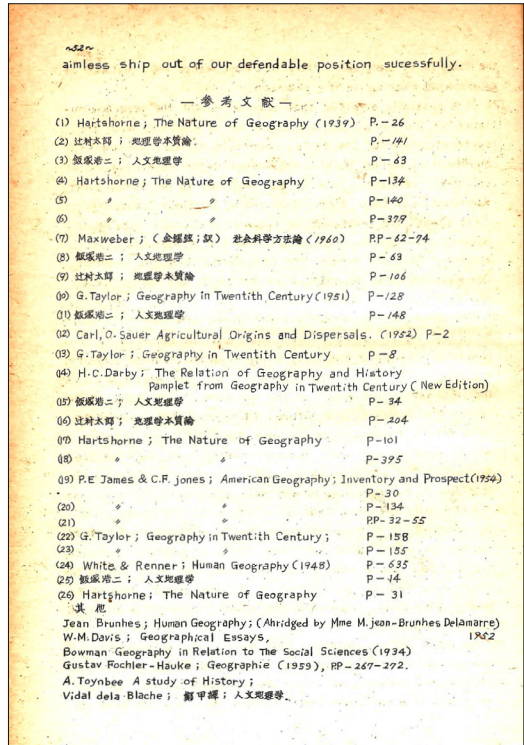 ~52~
aimless ship out of our defendable position sucessfully.
— 參考文献 —
(1) Hartshorne; The Nature of Geography (1939) P.-26
(2) 辻村太郎 ; 地理学本質論. P.-141
(3) 飯塚浩二 ; 人文地理学 P-63
(4) Hartshorne; The Nature of Geography P-134
(5) 〃 〃 P-140
(6) 〃 〃 P-379
(7) Maxweber ; ( 訳) 社会科学方法論 (1960) P.P-62-74
(8) 飯塚浩二 ; 人文地理学 P-63
(9) 辻村太郎 ; 地理学本質論 P-106
(10) G.Taylor ; Geography in Twentith Century (1951) P-128
(11) 飯塚浩二 ; 人文地理学 P-148
(12) Carl, O. Sauer Agricultural Origins and Dispersals. (1952) P-2
(13) G.Taylor ; Geography in Twentith Century P-8
(14) H.C.Darby; The Relation of Geography and History
Pamplet from Geography in Twentith Century ( New Edition)
(15) 飯塚浩二 ; 人文地理学 P-34
(16) 辻村太郎 ; 地理学本質論 P-204
(17) Hartshorne ; The Nature of Geography P-101
(18) 〃 〃 P-395
(19) P.E James & C.F. jones ; American Geography; Inventory and Prospect(1954)
P-30
(20) 〃 〃 P-134
(21) 〃 〃 P.P-32-55
(22) G.Taylor ; Geography in Twentith Century ; P-158
(23) 〃 〃 P-155
(24) White & Renner ; Human Geography (1948) P-635
(25) 飯塚浩二 ; 人文地理学 P-14
(26) Hartshorne; The Nature of Geography P-31
其他
Jean Brunhes; Human Geography; (Abridged by Mme M.jean-Brunhes Delamarre)
1952
W.M.Davis ; Geographical Essays,
Bowman Geography in Relation to The Social Sciences (1934)
Gustav Fochler-Hauke ; Geographie (1959), P.P-267-272.
A.Toynbee A study of History ;
Vidal dela Blache ; 鄭甲譯 ; 人文地理学.